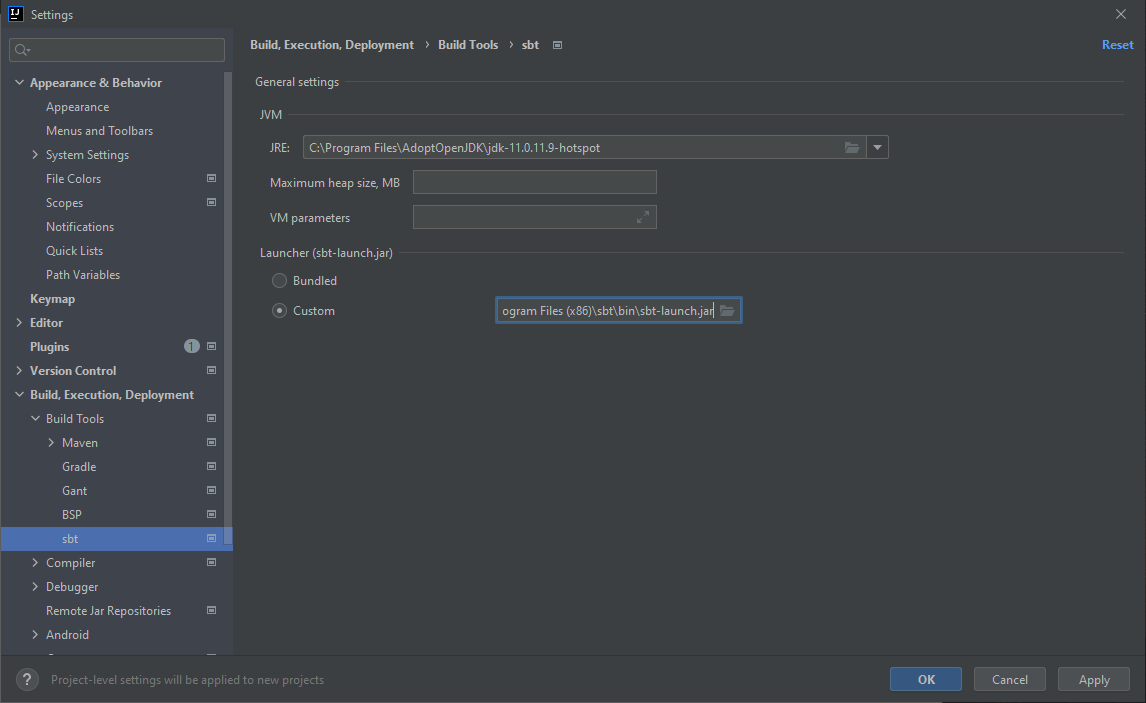 IJ Settings
Build, Execution, Deployment › Build Tools › sbt Reset
Appearance & Behavior
Appearance
Menus and Toolbars
System Settings
File Colors
Scopes
Notifications
Quick Lists
Path Variables
Keymap
Editor
Plugins 1
Version Control
Build, Execution, Deployment
Build Tools
Maven
Gradle
Gant
BSP
sbt
Compiler
Debugger
Remote Jar Repositories
Android
General settings
JVM
JRE: C:\Program Files\AdoptOpenJDK\jdk-11.0.11.9-hotspot
Maximum heap size, MB
VM parameters
Launcher (sbt-launch.jar)
Bundled
Custom ogram Files (x86)\sbt\bin\sbt-launch.jar
? Project-level settings will be applied to new projects
OK Cancel Apply